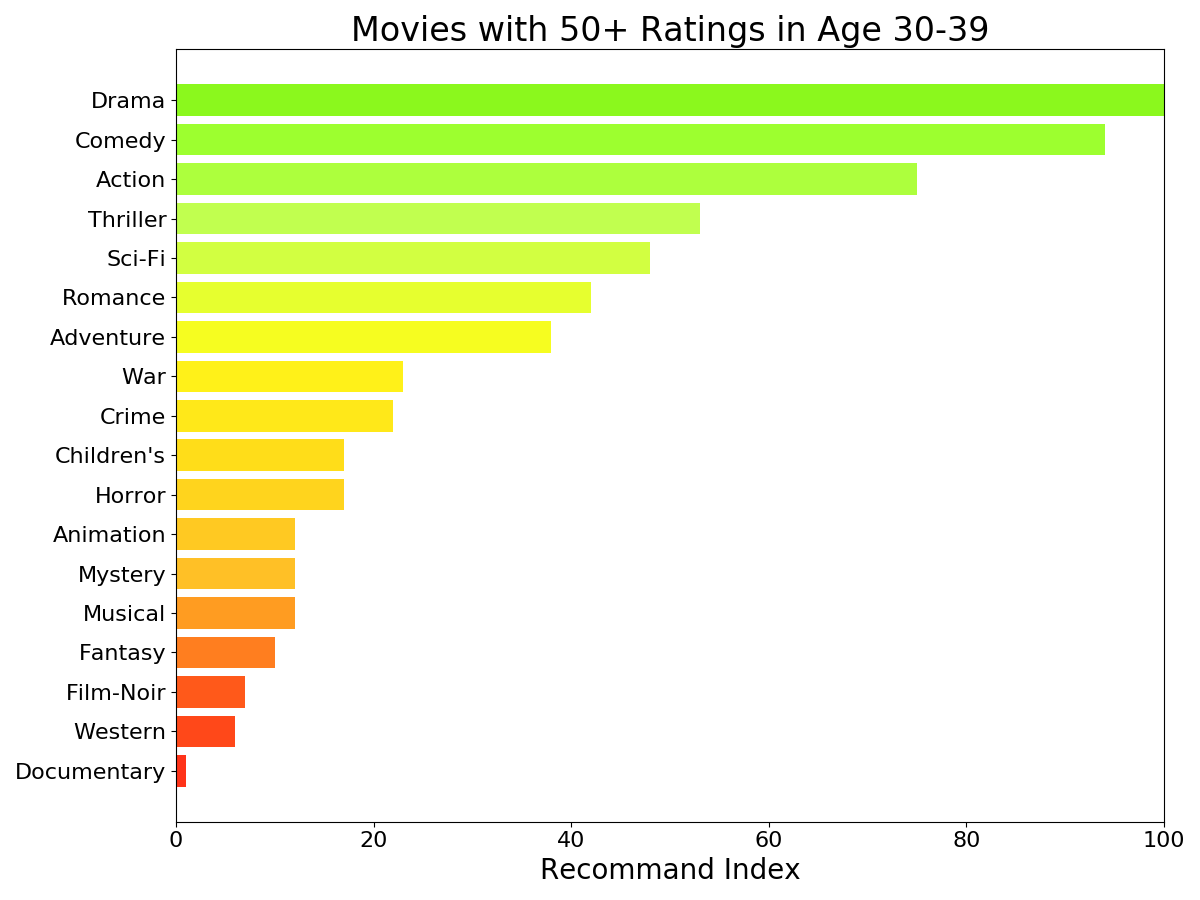 Movies with 50+ Ratings in Age 30-39
Drama
Comedy
Action
Thriller
Sci-Fi
Romance
Adventure
War
Crime
Children's
Horror
Animation
Mystery
Musical
Fantasy
Film-Noir
Western
Documentary
0 20 40 60 80 100
Recommand Index